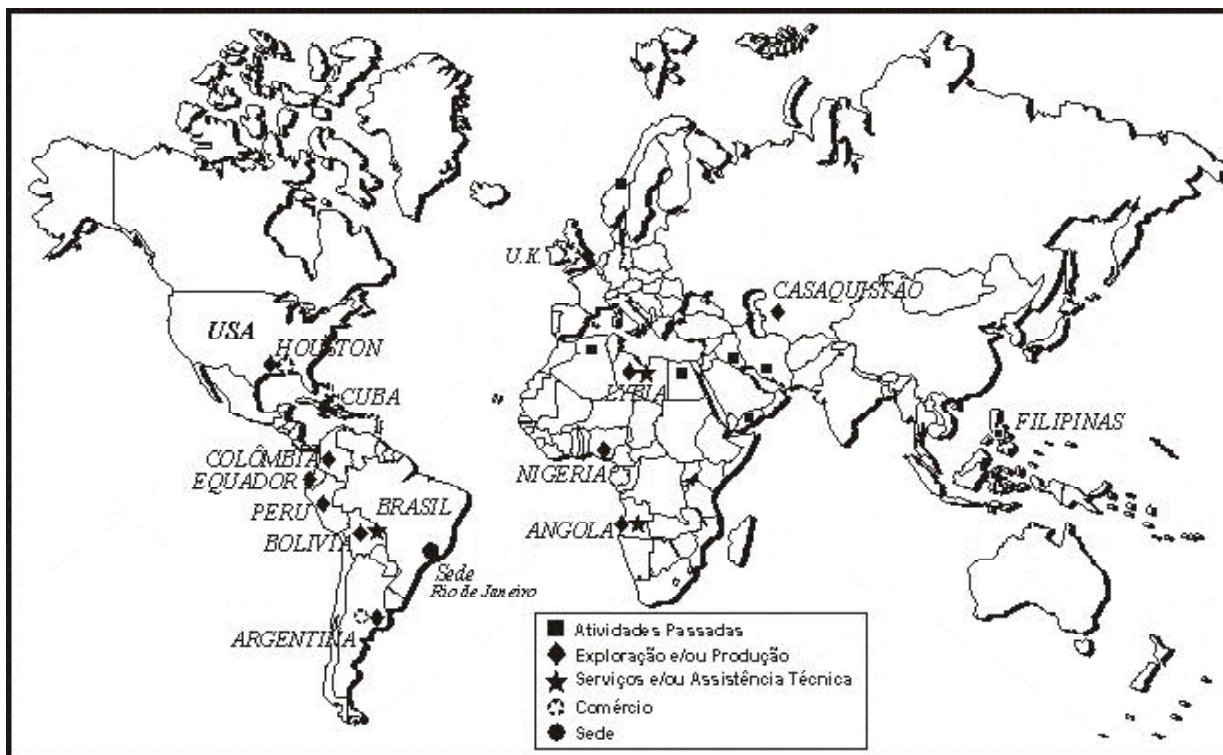 U.K.
CASAQUISTÃO
USA
HOUSTON
CUBA
LYBIA
FILIPINAS
COLÔMBIA
EQUADOR
NIGERIA
PERU
BRASIL
BOLIVIA
ANGOLA
Sede
Rio de Janeiro
ARGENTINA
Atividades Passadas
Exploração e/ou Produção
Serviços e/ou Assistência Técnica
Comércio
Sede